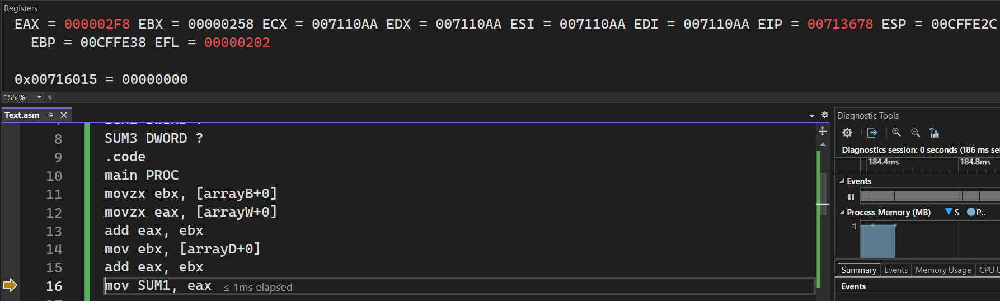 Registers
EAX = 000002F8 EBX = 00000258 ECX = 007110AA EDX = 007110AA ESI = 007110AA EDI = 007110AA EIP = 00713678 ESP = 00CFFE2C
EBP = 00CFFE38 EFL = 00000202
0x00716015 = 00000000
155 %
Text.asm
8 SUM3 DWORD ?
9 .code
10 main PROC
11 movzx ebx, [arrayB+0]
12 movzx eax, [arrayW+0]
13 add eax, ebx
14 mov ebx, [arrayD+0]
15 add eax, ebx
16 mov SUM1, eax ≤ 1ms elapsed
Diagnostic Tools
Diagnostics session: 0 seconds (186 ms se
184.4ms 184.8ms
Events
Process Memory (MB) S P..
1
Summary Events Memory Usage CPU U
Events